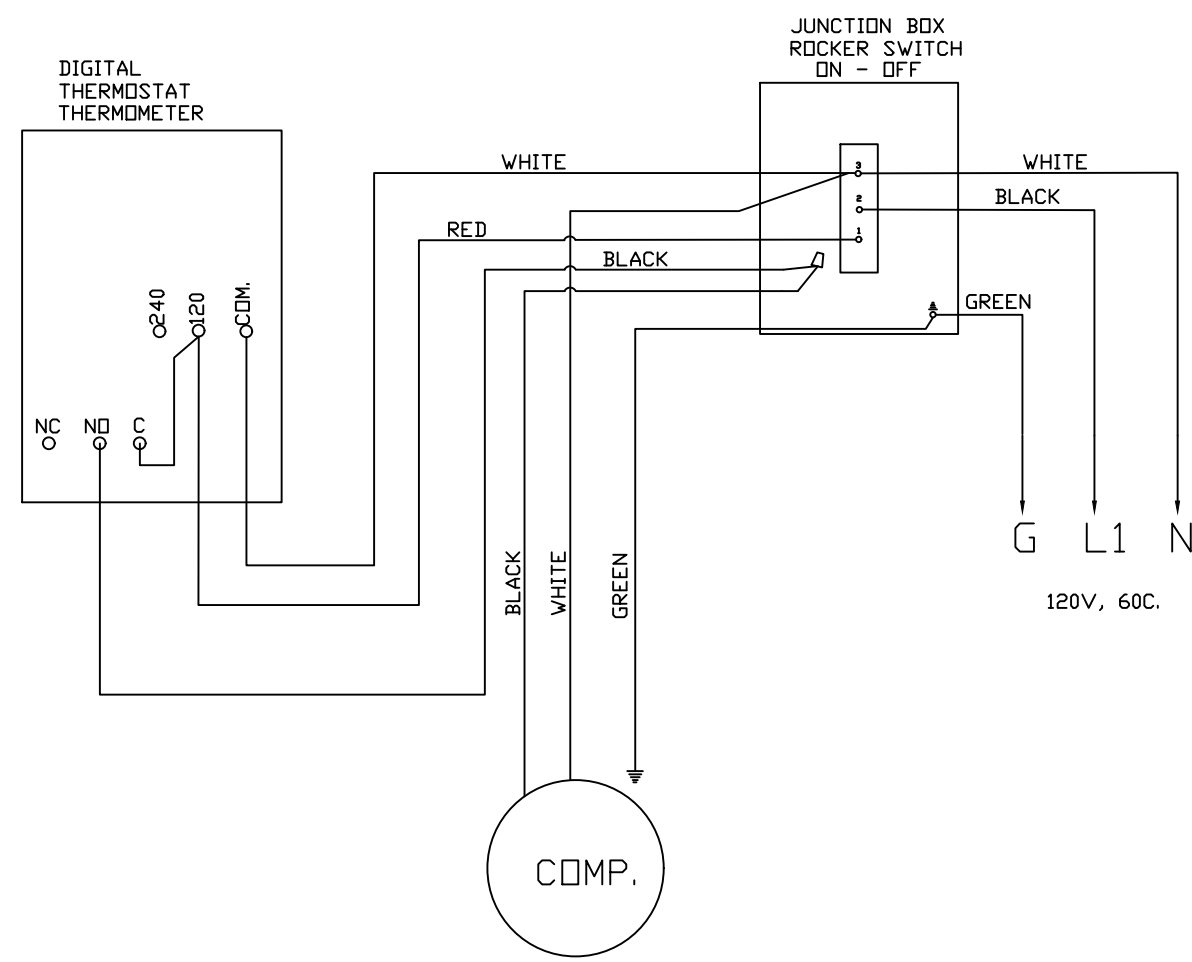 JUNCTION BOX
ROCKER SWITCH
ON - OFF
DIGITAL
THERMOSTAT
THERMOMETER
WHITE
3
WHITE
2
BLACK
RED
1
BLACK
240
120
COM.
GREEN
NC
NO
C
G
L1
N
BLACK
WHITE
GREEN
120V, 60C.
COMP.